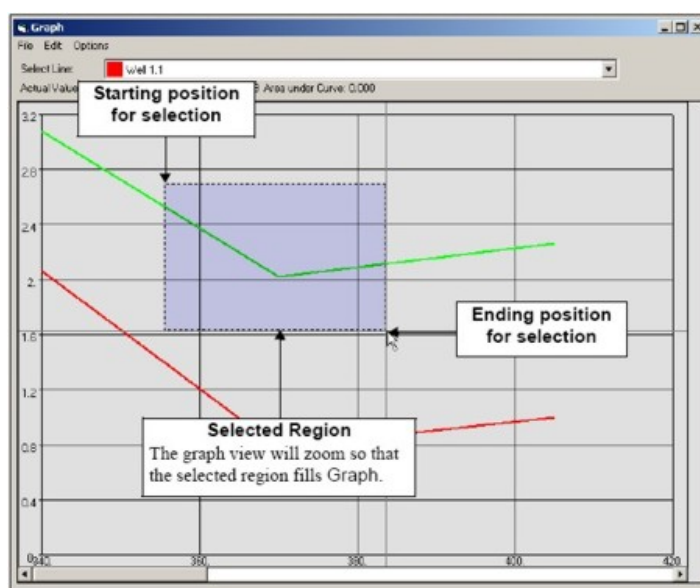 Graph
File Edit Options
Select Line: Well 1.1
Actual Value Area under Curve: 0.000
Starting position
for selection
3.2
2.8
2.4
2.
Ending position
for selection
1.6
1.2
Selected Region
The graph view will zoom so that
the selected region fills Graph.
0.8
0.4
360. 380. 400. 420.